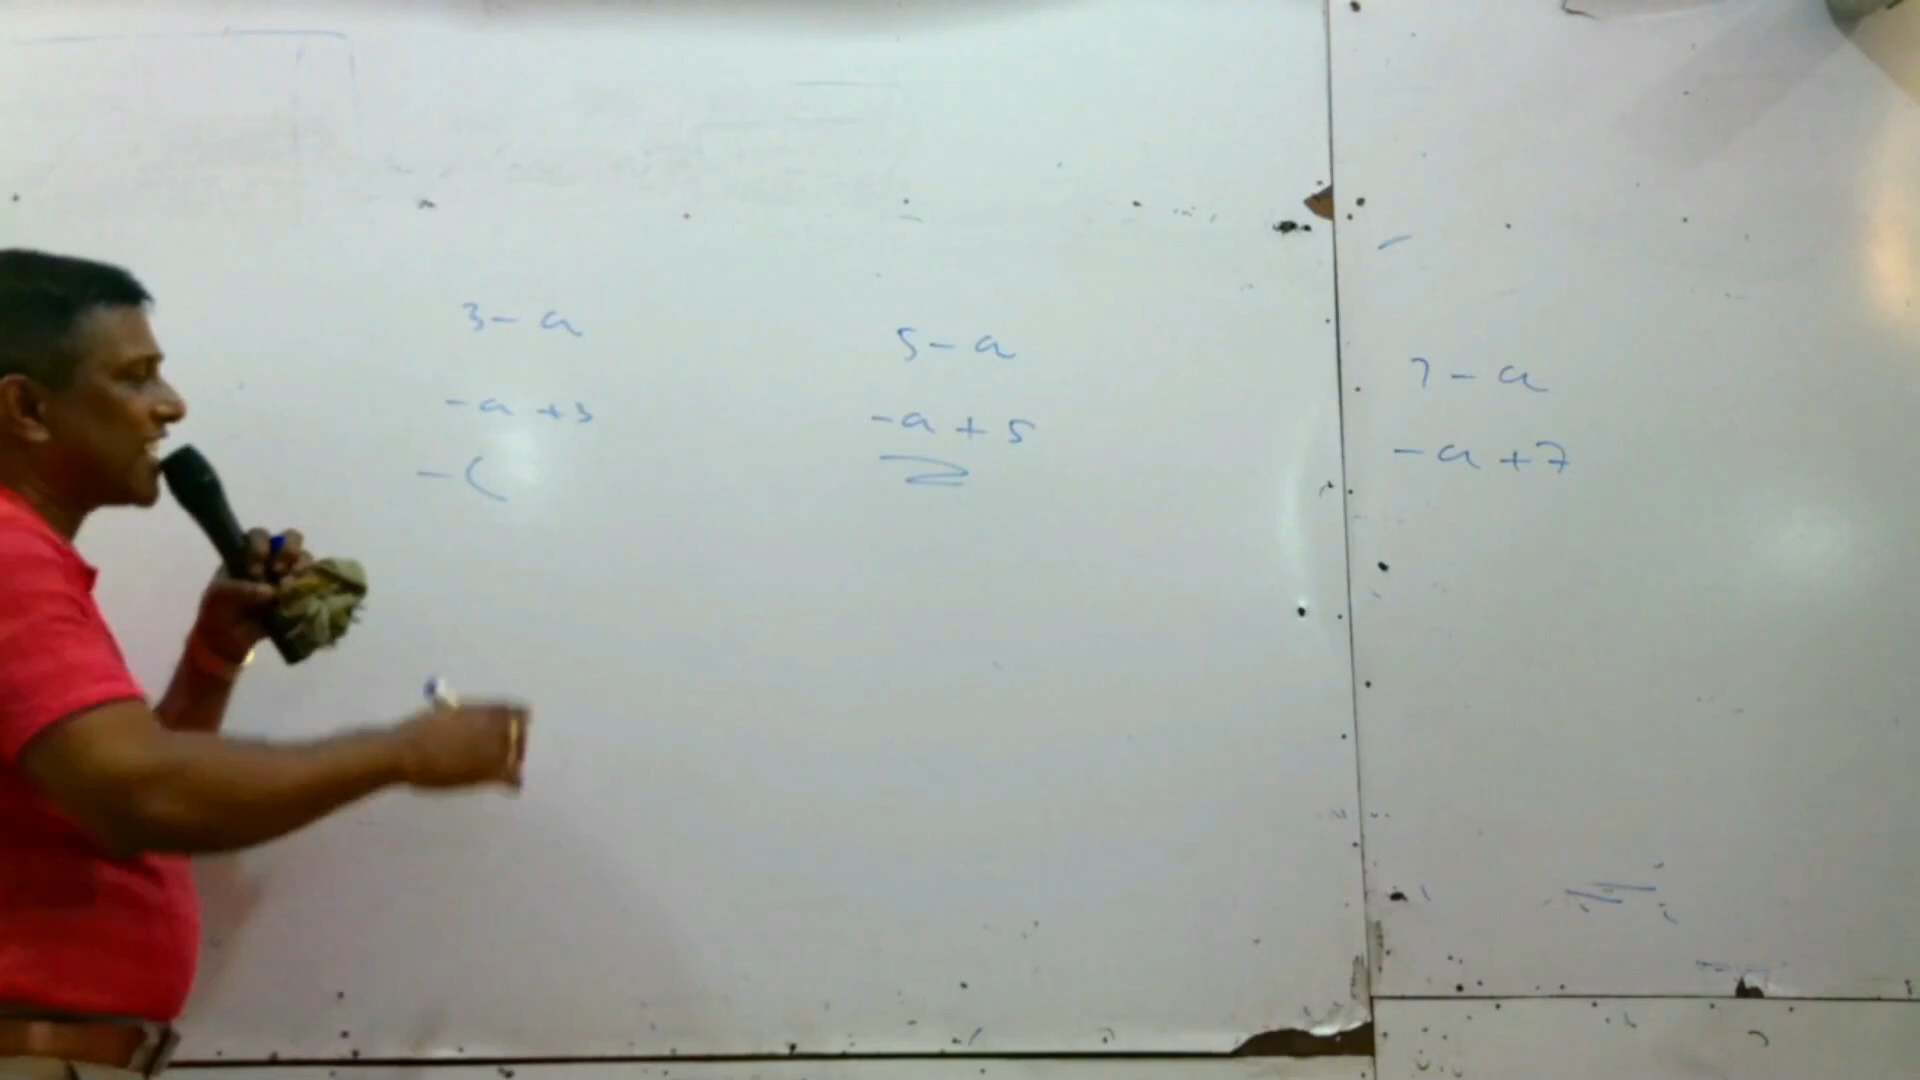 3 - a
- a + 3
- (
5 - a
- a + 5
7 - a
- a + 7